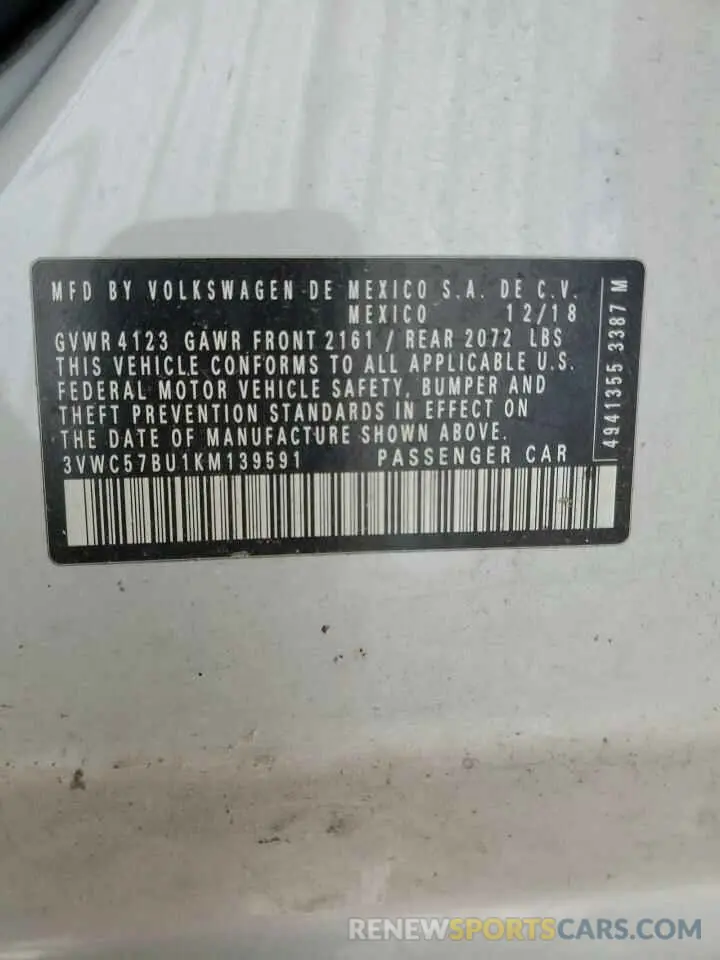 MFD BY VOLKSWAGEN DE MEXICO S.A. DE C.V.
MEXICO 12/18
GVWR 4123 GAWR FRONT 2161 / REAR 2072 LBS
THIS VEHICLE CONFORMS TO ALL APPLICABLE U.S.
FEDERAL MOTOR VEHICLE SAFETY, BUMPER AND
THEFT PREVENTION STANDARDS IN EFFECT ON
THE DATE OF MANUFACTURE SHOWN ABOVE.
3VWC57BU1KM139591 PASSENGER CAR
4941355 3387 M
RENEWSPORTSCARS.COM